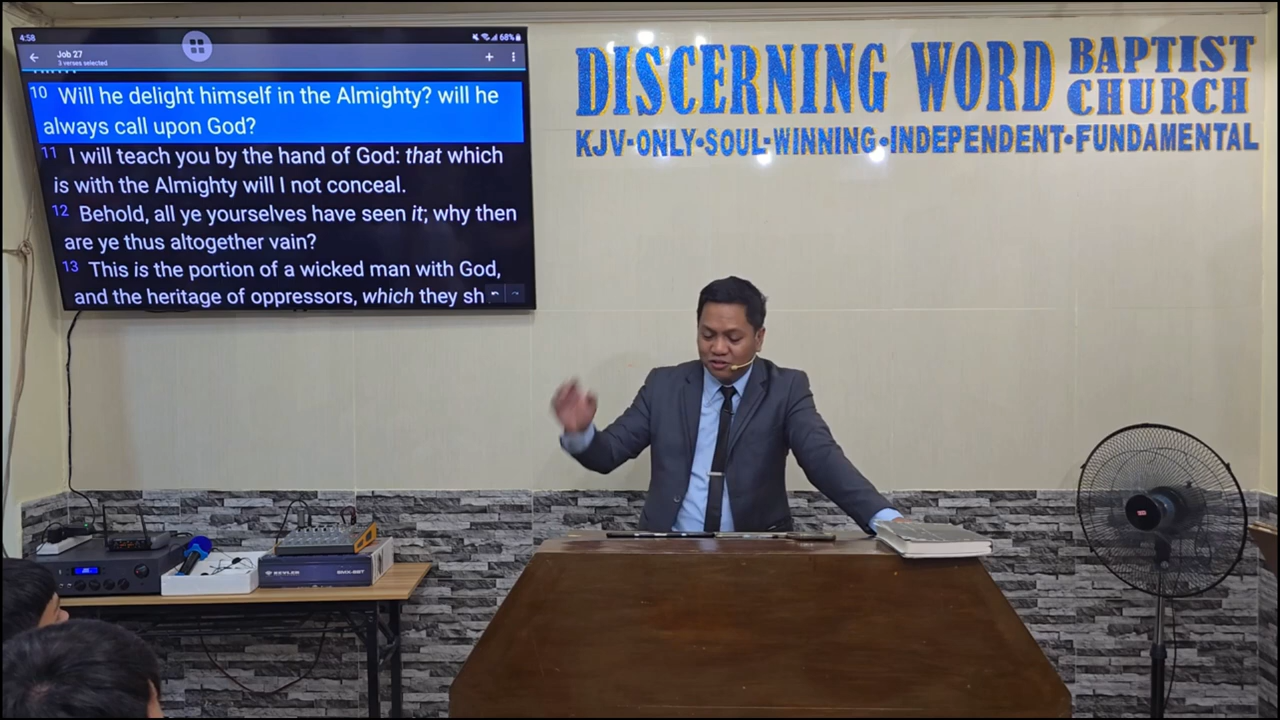 4:58
68%
Job 27
3 verses selected
10 Will he delight himself in the Almighty? will he
always call upon God?
11 I will teach you by the hand of God: that which
is with the Almighty will I not conceal.
12 Behold, all ye yourselves have seen it; why then
are ye thus altogether vain?
13 This is the portion of a wicked man with God,
and the heritage of oppressors, which they sh
DISCERNING WORD BAPTIST
CHURCH
KJV-ONLY•SOUL-WINNING•INDEPENDENT•FUNDAMENTAL